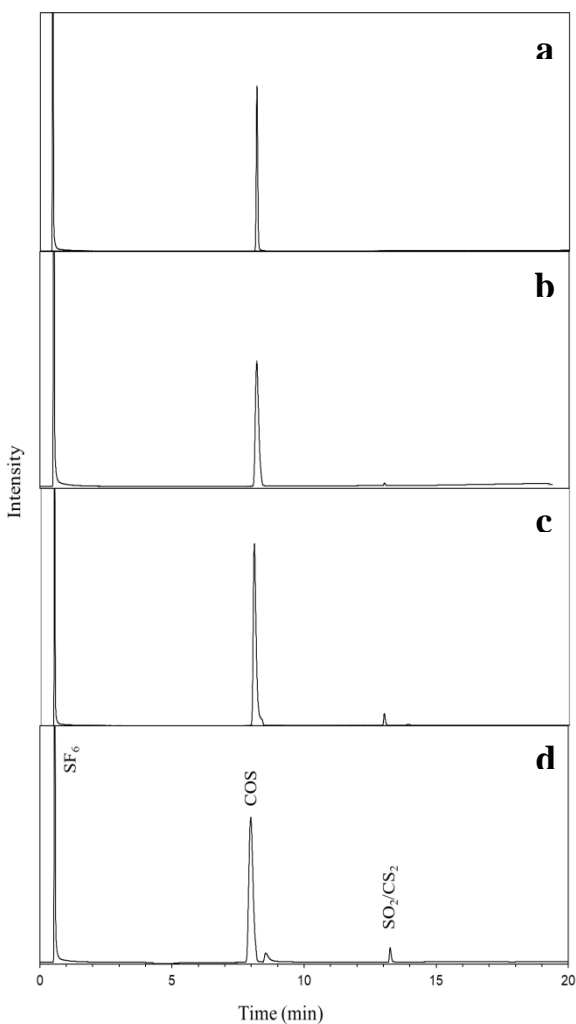 a
b
c
d
Intensity
SF₆
COS
SO₂/CS₂
0 5 10 15 20
Time (min)